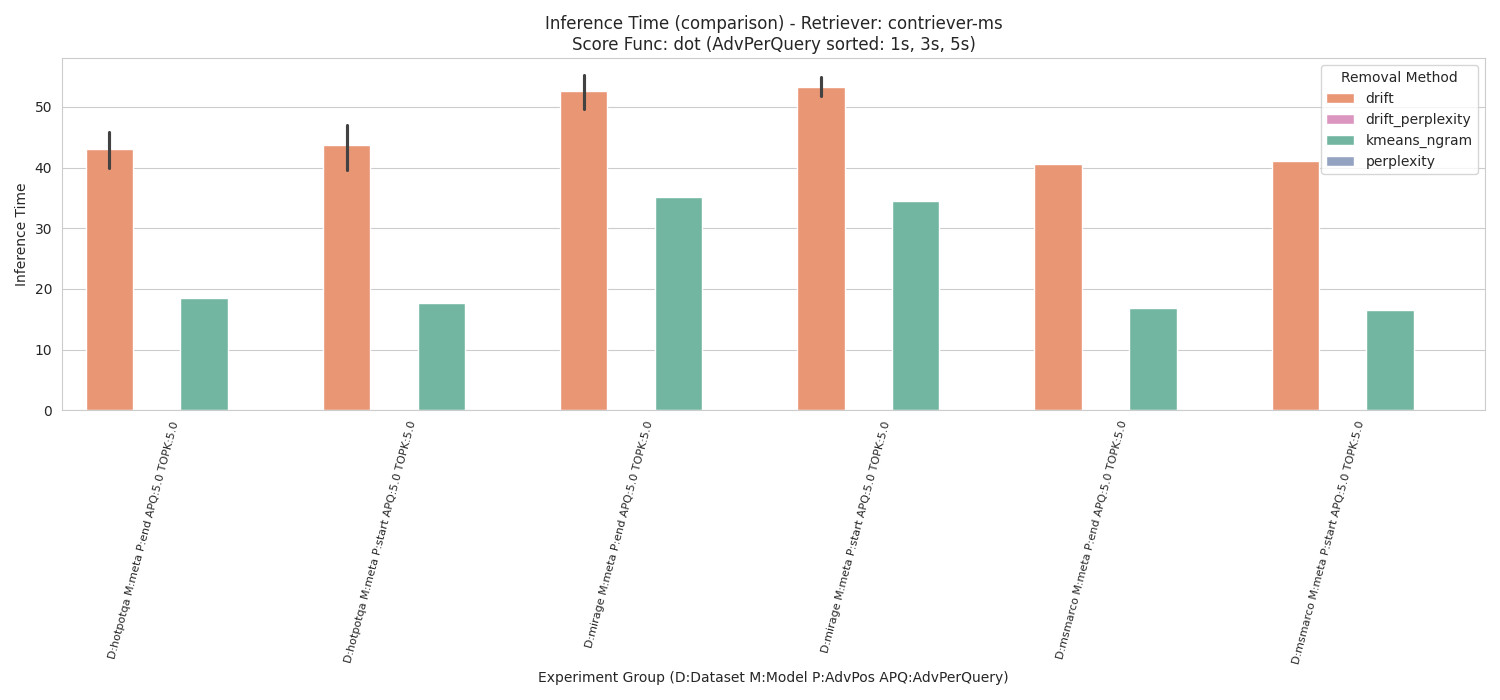 Inference Time (comparison) - Retriever: contriever-ms
Score Func: dot (AdvPerQuery sorted: 1s, 3s, 5s)
Removal Method
drift
drift_perplexity
kmeans_ngram
perplexity
Inference Time
50
40
30
20
10
0
D:hotpotqa M:meta P:end APQ:5.0 TOPK:5.0
D:hotpotqa M:meta P:start APQ:5.0 TOPK:5.0
D:mirage M:meta P:end APQ:5.0 TOPK:5.0
D:mirage M:meta P:start APQ:5.0 TOPK:5.0
D:msmarco M:meta P:end APQ:5.0 TOPK:5.0
D:msmarco M:meta P:start APQ:5.0 TOPK:5.0
Experiment Group (D:Dataset M:Model P:AdvPos APQ:AdvPerQuery)